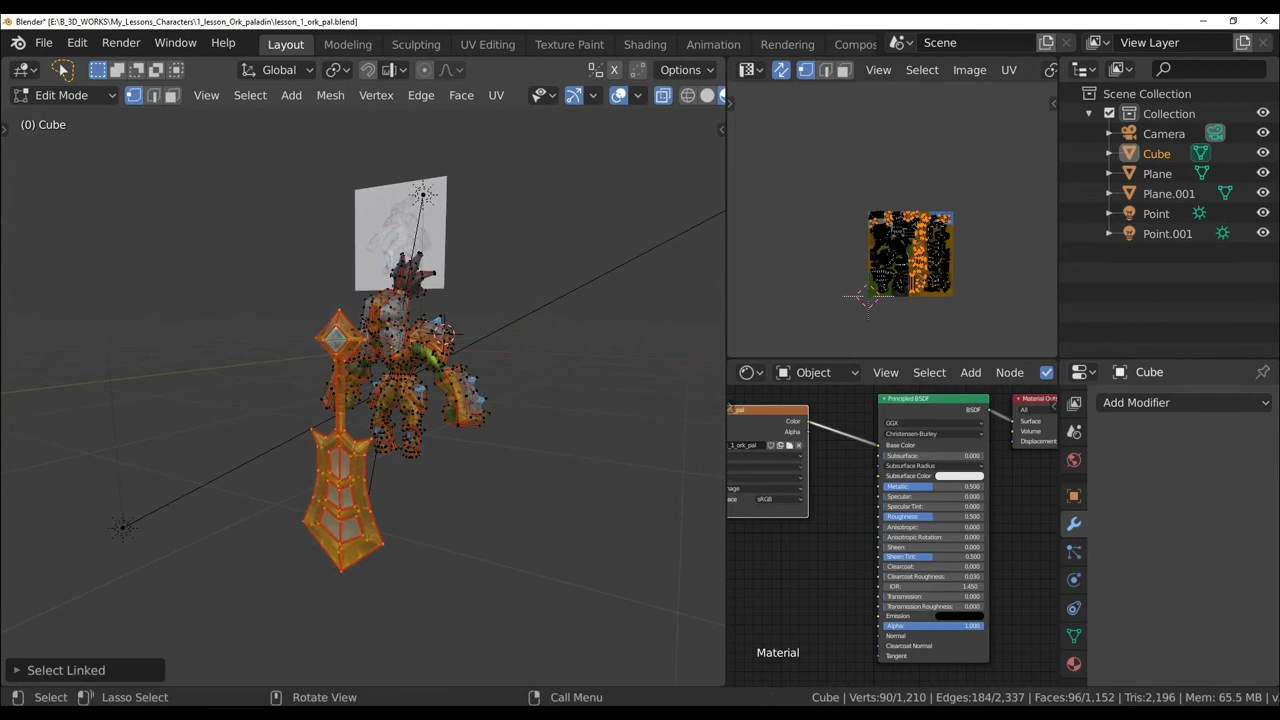 Blender* [E:\B_3D_WORKS\My_Lessons_Characters\1_lesson_Ork_paladin\lesson_1_ork_pal.blend]
File Edit Render Window Help Layout Modeling Sculpting UV Editing Texture Paint Shading Animation Rendering Compos Scene View Layer
Global X Options View Select Image UV
Edit Mode View Select Add Mesh Vertex Edge Face UV
(0) Cube
Scene Collection
Collection
Camera
Cube
Plane
Plane.001
Point
Point.001
Object View Select Add Node Cube
Add Modifier
_pal
Color
Alpha
_1_ork_pal
sRGB
Principled BSDF
BSDF
GGX
Christensen-Burley
Base Color
Subsurface: 0.000
Subsurface Radius
Subsurface Color
Metallic: 0.500
Specular: 0.000
Specular Tint: 0.000
Roughness: 0.500
Anisotropic: 0.000
Anisotropic Rotation: 0.000
Sheen: 0.000
Sheen Tint: 0.500
Clearcoat: 0.000
Clearcoat Roughness: 0.030
IOR: 1.450
Transmission: 0.000
Transmission Roughness: 0.000
Emission
Alpha: 1.000
Normal
Clearcoat Normal
Tangent
Material Outp
All
Surface
Volume
Displacement
Material
Select Linked
Select Lasso Select Rotate View Call Menu Cube | Verts:90/1,210 | Edges:184/2,337 | Faces:96/1,152 | Tris:2,196 | Mem: 65.5 MB | v